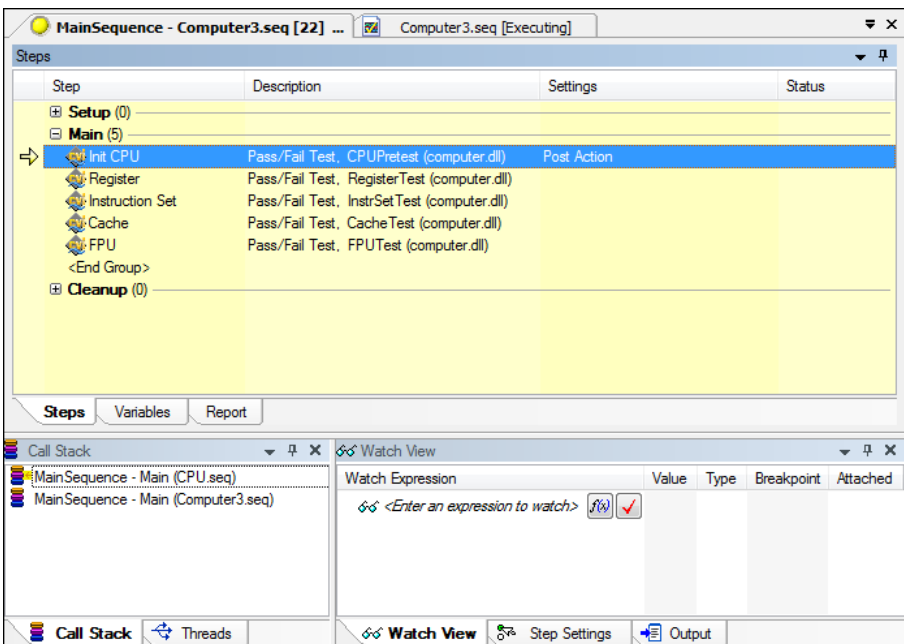 MainSequence - Computer3.seq [22] ... Computer3.seq [Executing]
Steps
Step Description Settings Status
Setup (0)
Main (5)
Init CPU Pass/Fail Test, CPUPretest (computer.dll) Post Action
Register Pass/Fail Test, RegisterTest (computer.dll)
Instruction Set Pass/Fail Test, InstrSetTest (computer.dll)
Cache Pass/Fail Test, CacheTest (computer.dll)
FPU Pass/Fail Test, FPUTest (computer.dll)
<End Group>
Cleanup (0)
Steps Variables Report
Call Stack
MainSequence - Main (CPU.seq)
MainSequence - Main (Computer3.seq)
Call Stack Threads
Watch View
Watch Expression Value Type Breakpoint Attached
<Enter an expression to watch> f(x)
Watch View Step Settings Output